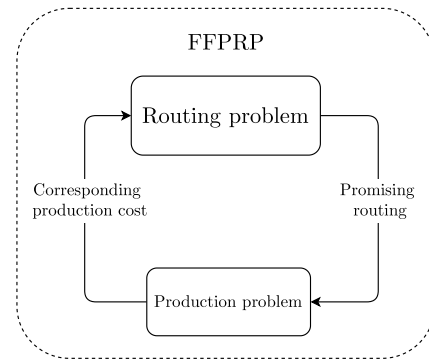 FFPRP
Routing problem
Corresponding
production cost
Promising
routing
Production problem